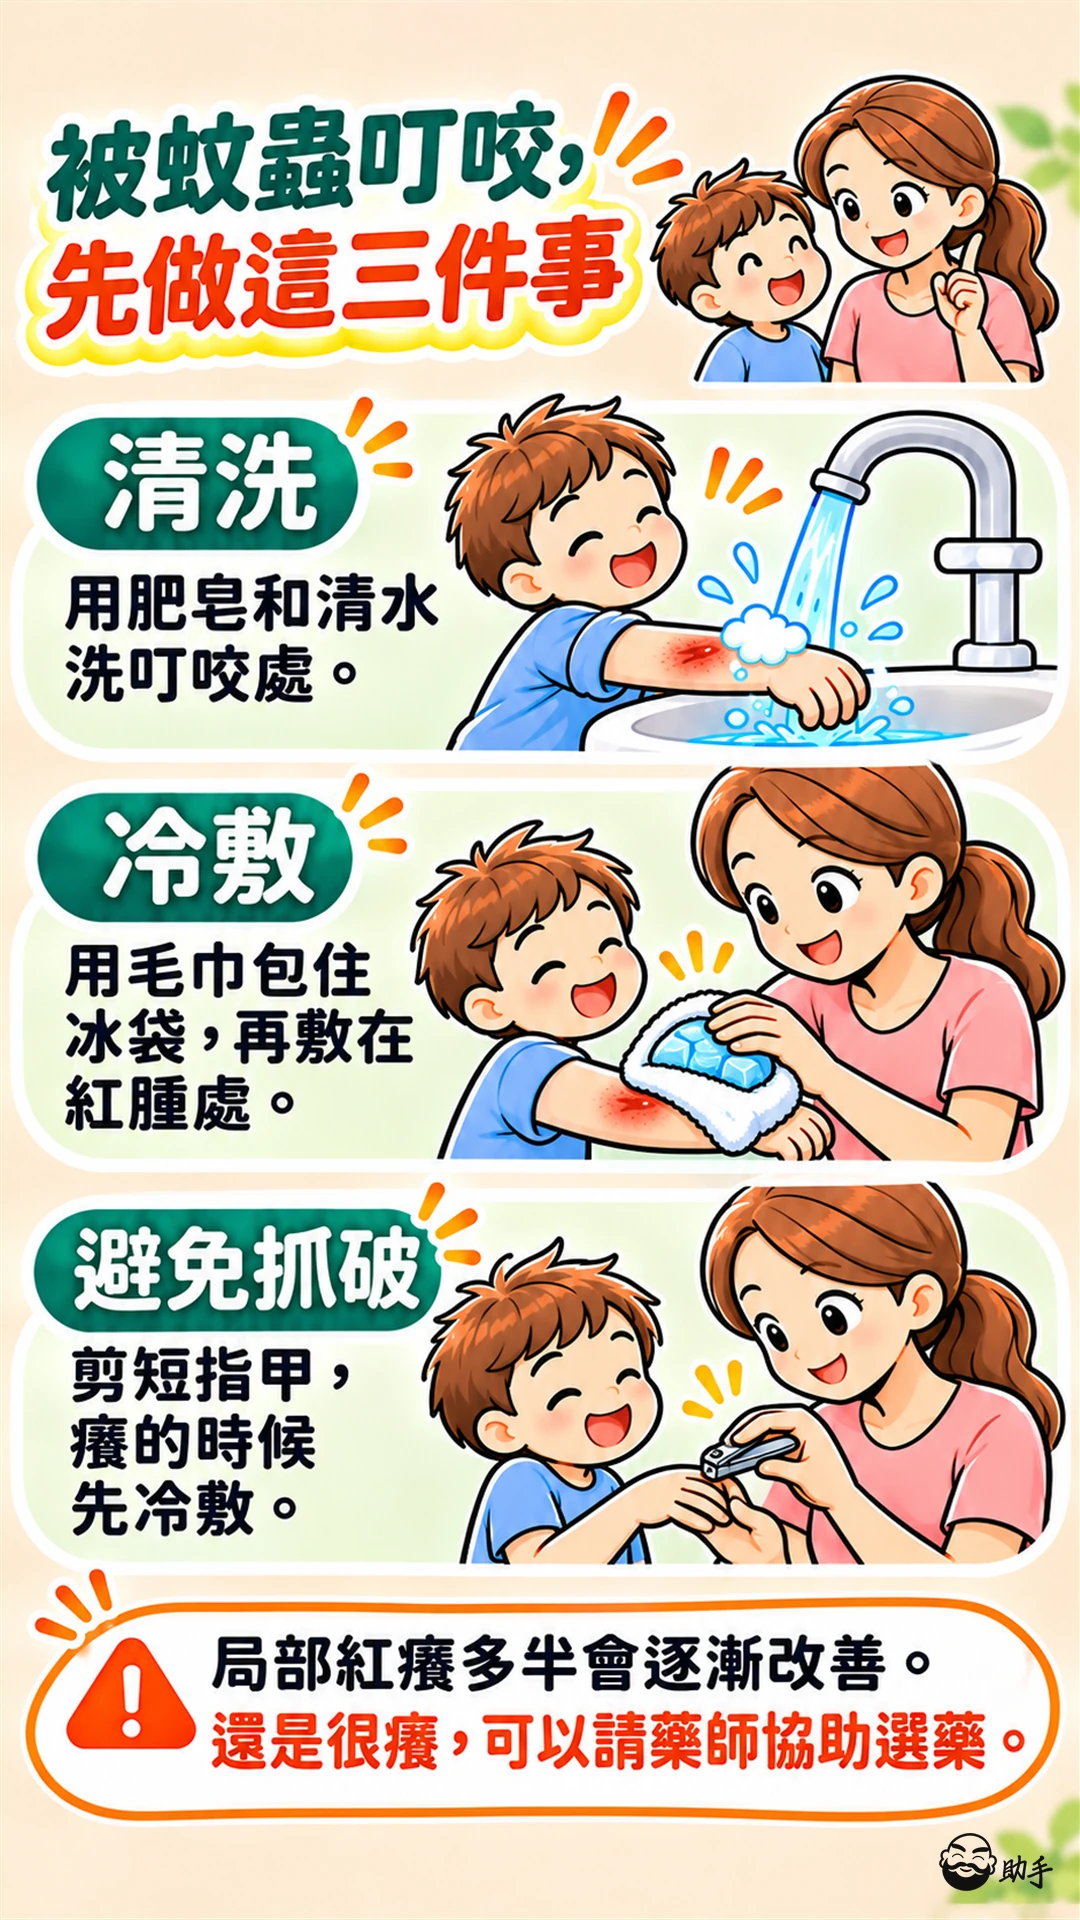 被蚊蟲叮咬，
先做這三件事
清洗
用肥皂和清水
洗叮咬處。
冷敷
用毛巾包住
冰袋，再敷在
紅腫處。
避免抓破
剪短指甲，
癢的時候
先冷敷。
局部紅癢多半會逐漸改善。
還是很癢，可以請藥師協助選藥。
助手